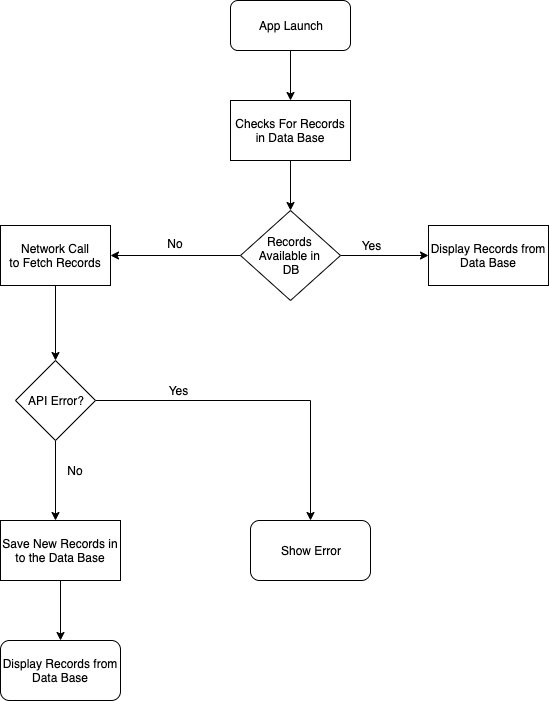 App Launch
Checks For Records
in Data Base
Records
Available in
DB
No
Yes
Network Call
to Fetch Records
Display Records from
Data Base
API Error?
Yes
No
Save New Records in
to the Data Base
Show Error
Display Records from
Data Base